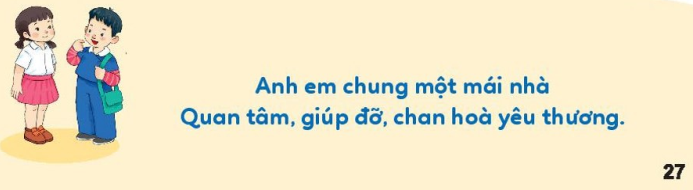 Anh em chung một mái nhà
Quan tâm, giúp đỡ, chan hoà yêu thương.
27